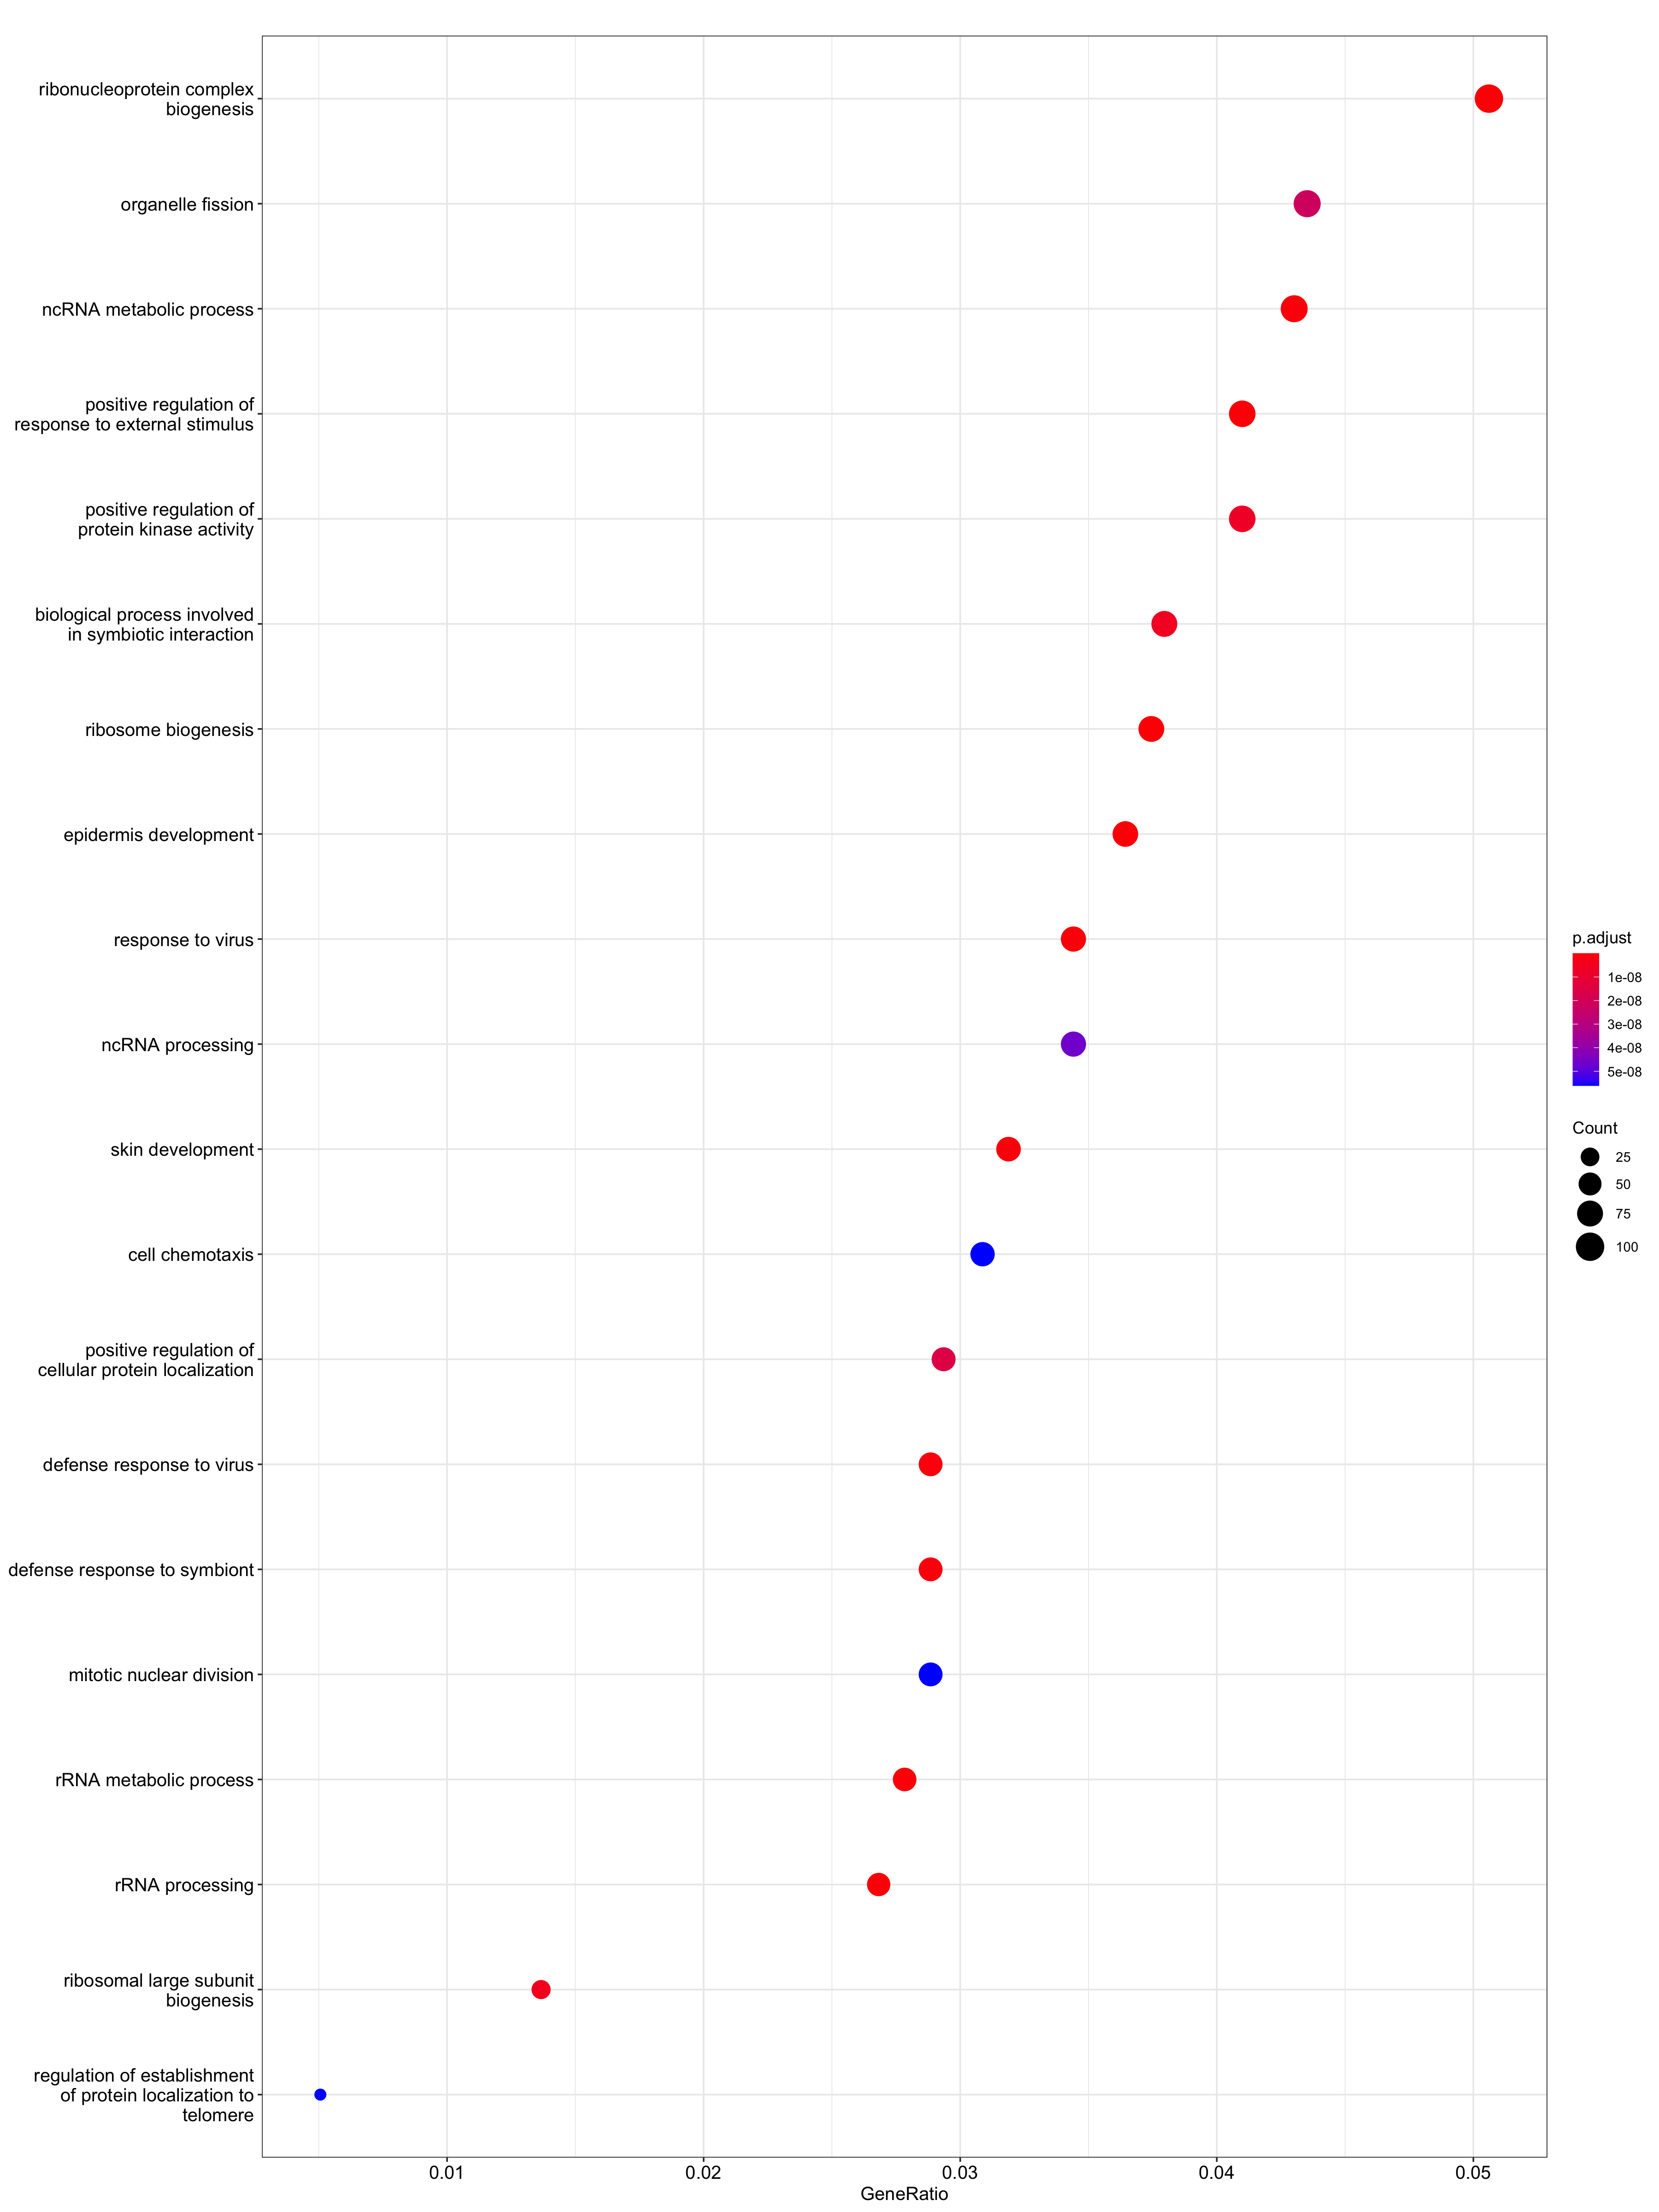 ribonucleoprotein complex
biogenesis
organelle fission
ncRNA metabolic process
positive regulation of
response to external stimulus
positive regulation of
protein kinase activity
biological process involved
in symbiotic interaction
ribosome biogenesis
epidermis development
response to virus
ncRNA processing
skin development
cell chemotaxis
positive regulation of
cellular protein localization
defense response to virus
defense response to symbiont
mitotic nuclear division
rRNA metabolic process
rRNA processing
ribosomal large subunit
biogenesis
regulation of establishment
of protein localization to
telomere
0.01 0.02 0.03 0.04 0.05
GeneRatio
p.adjust
1e-08
2e-08
3e-08
4e-08
5e-08
Count
25
50
75
100